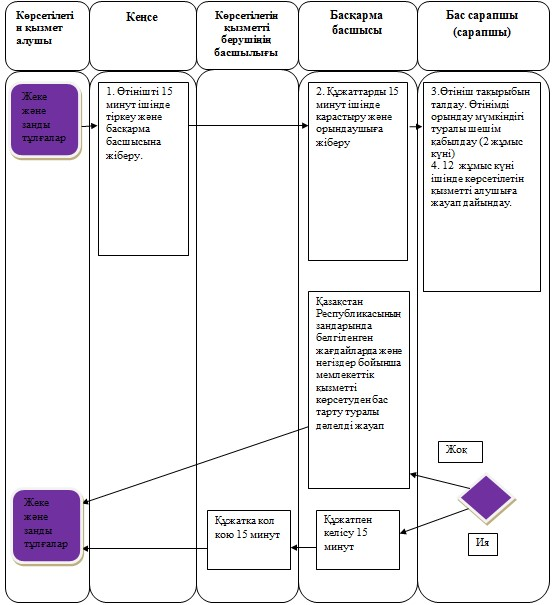 Көрсетілеті
н қызмет
алушы
Кеңсе
Көрсетілетін
қызметті
берушінің
басшылығы
Басқарма
басшысы
Бас сарапшы
(сарапшы)
Жеке
және
заңды
тұлғалар
1. Өтінішті 15
минут ішінде
тіркеу және
басқарма
басшысына
жіберу.
2. Құжаттарды 15
минут ішінде
қарастыру және
орындаушыға
жіберу
3.Өтініш тақырыбын
талдау. Өтінімді
орындау мүмкіндігі
туралы шешім
қабылдау (2 жұмыс
күні)
4. 12 жұмыс күні
ішінде көрсетілетін
қызметті алушыға
жауап дайындау.
Қазақстан
Республикасының
заңдарында
белгіленген
жағдайларда және
негіздер бойынша
мемлекеттік
қызметті
көрсетуден бас
тарту туралы
дәлелді жауап
Жоқ
Жеке
және
заңды
тұлғалар
Құжатқа қол
қою 15 минут
Құжатпен
келісу 15
минут
Ия